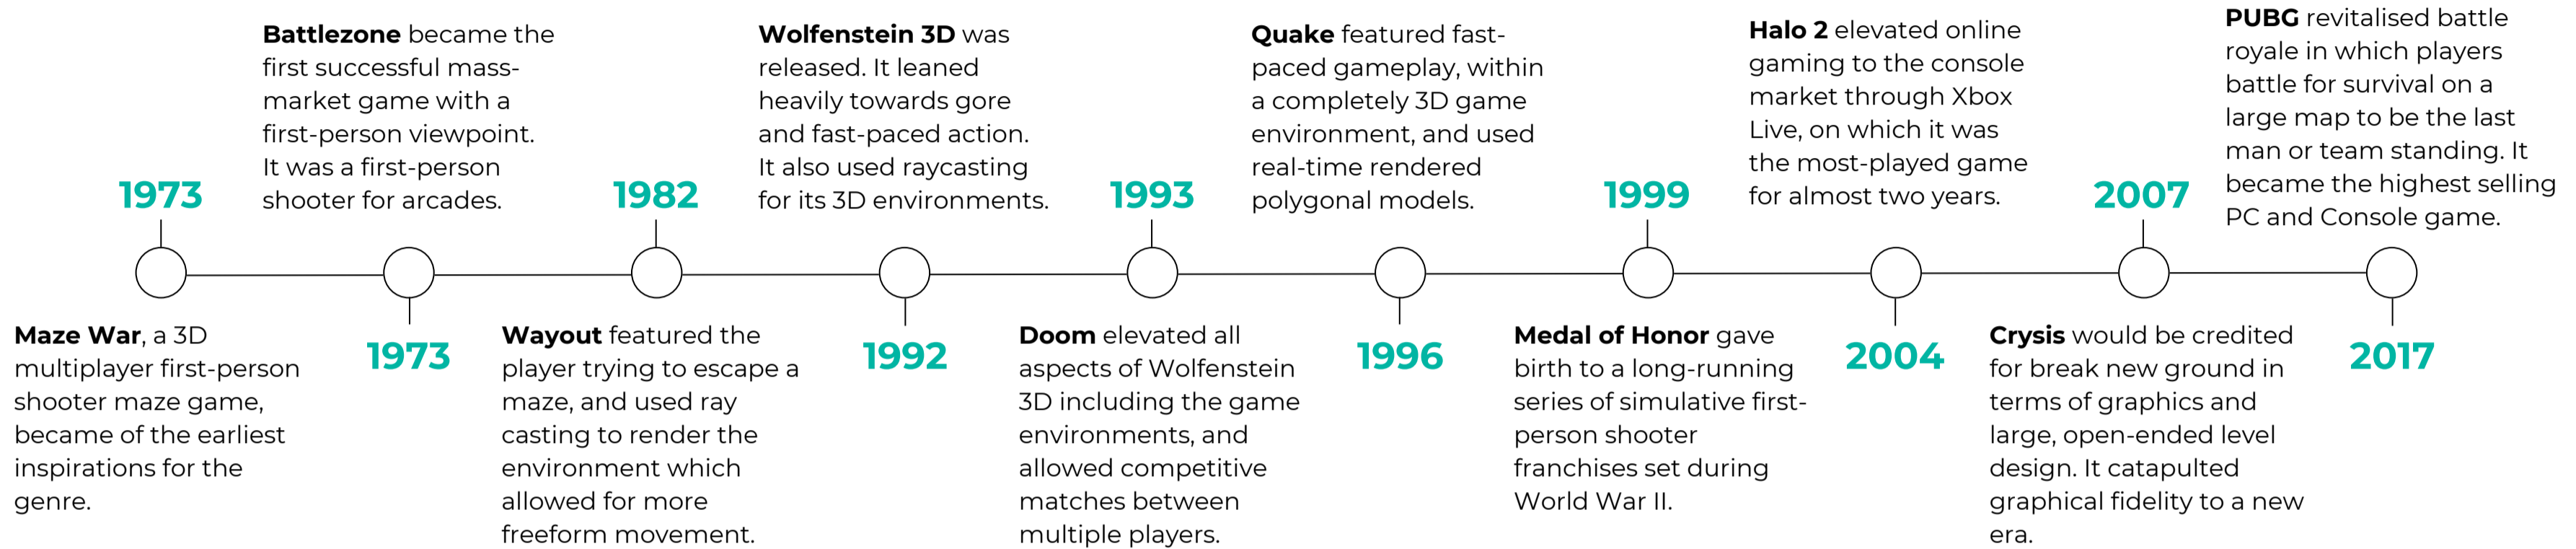 1973
Maze War, a 3D
multiplayer first-person
shooter maze game,
became of the earliest
inspirations for the
genre.
Battlezone became the
first successful mass-
market game with a
first-person viewpoint.
It was a first-person
shooter for arcades.
1973
1982
Wayout featured the
player trying to escape a
maze, and used ray
casting to render the
environment which
allowed for more
freeform movement.
Wolfenstein 3D was
released. It leaned
heavily towards gore
and fast-paced action.
It also used raycasting
for its 3D environments.
1992
1993
Doom elevated all
aspects of Wolfenstein
3D including the game
environments, and
allowed competitive
matches between
multiple players.
Quake featured fast-
paced gameplay, within
a completely 3D game
environment, and used
real-time rendered
polygonal models.
1996
1999
Medal of Honor gave
birth to a long-running
series of simulative first-
person shooter
franchises set during
World War II.
Halo 2 elevated online
gaming to the console
market through Xbox
Live, on which it was
the most-played game
for almost two years.
2004
2007
Crysis would be credited
for break new ground in
terms of graphics and
large, open-ended level
design. It catapulted
graphical fidelity to a new
era.
PUBG revitalised battle
royale in which players
battle for survival on a
large map to be the last
man or team standing. It
became the highest selling
PC and Console game.
2017